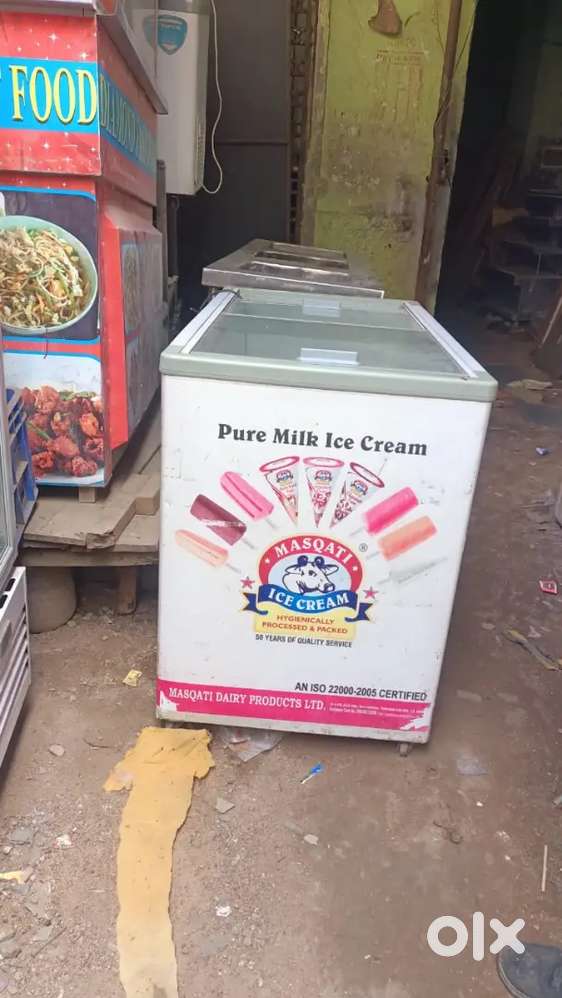 FOOD
Pure Milk Ice Cream
MASQATI
®
ICE CREAM
HYGIENICALLY
PROCESSED & PACKED
50 YEARS OF QUALITY SERVICE
AN ISO 22000-2005 CERTIFIED
MASQATI DAIRY PRODUCTS LTD.
olx